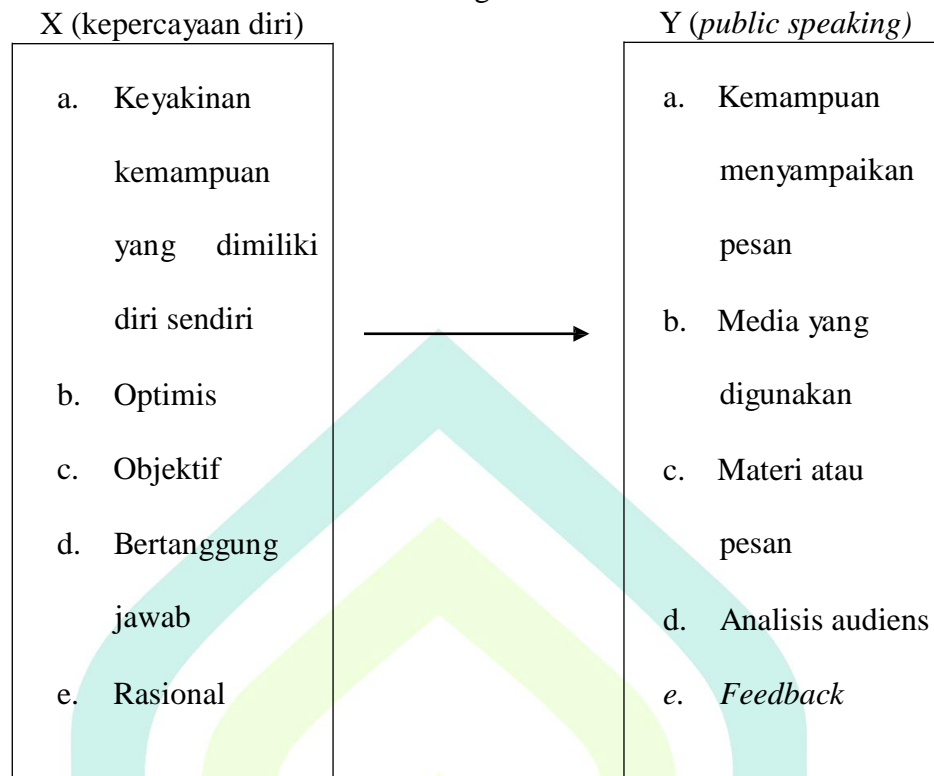 X (kepercayaan diri)
a. Keyakinan
kemampuan
yang dimiliki
diri sendiri
b. Optimis
c. Objektif
d. Bertanggung
jawab
e. Rasional
Y (public speaking)
a. Kemampuan
menyampaikan
pesan
b. Media yang
digunakan
c. Materi atau
pesan
d. Analisis audiens
e. Feedback